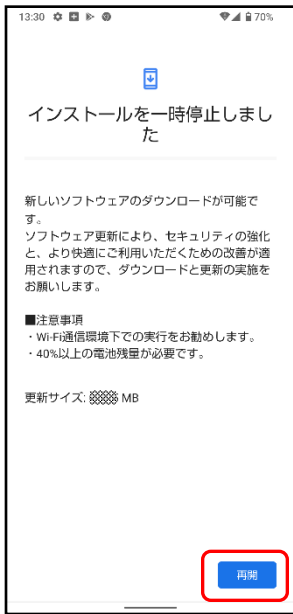 13:30 70%
インストールを一時停止しまし
た
新しいソフトウェアのダウンロードが可能で
す。
ソフトウェア更新により、セキュリティの強化
と、より快適にご利用いただくための改善が適
用されますので、ダウンロードと更新の実施を
お願いします。
■注意事項
・Wi-Fi通信環境下での実行をお勧めします。
・40%以上の電池残量が必要です。
更新サイズ: MB
再開